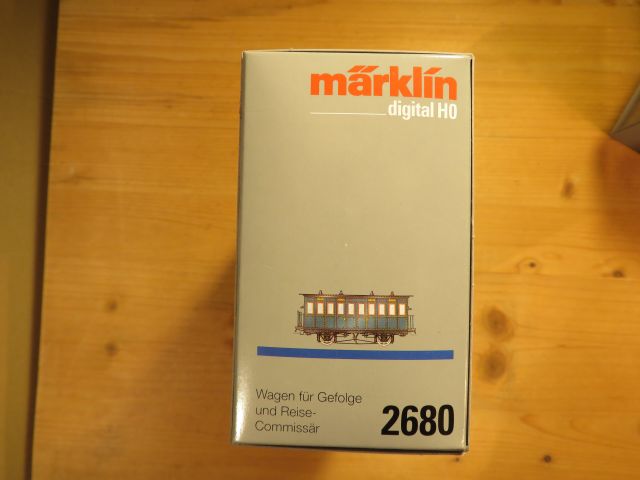 märklin
digital H0
Wagen für Gefolge
und Reise-
Commissär
2680